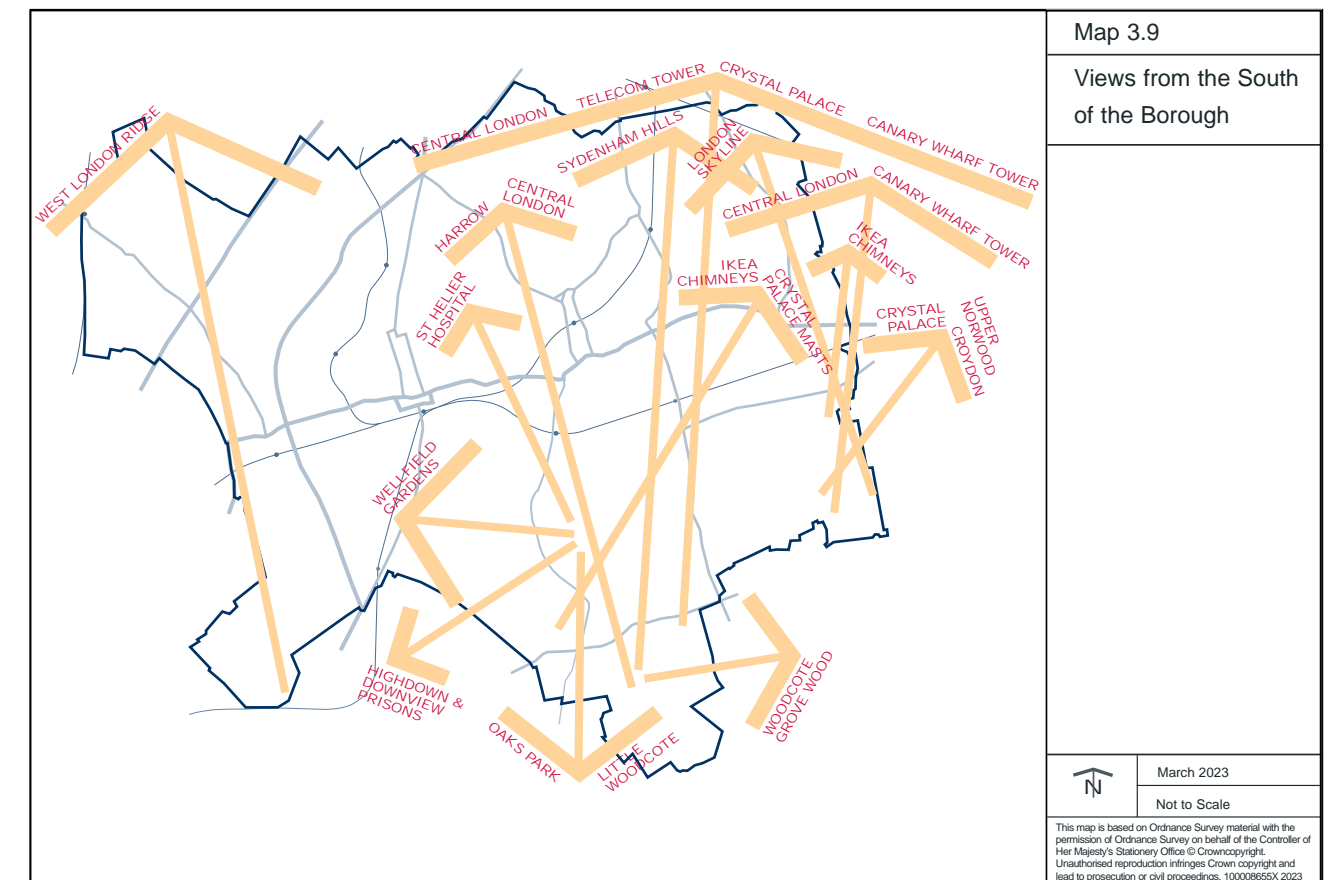 Map 3.9
Views from the South
of the Borough
WEST LONDON RIDGE
CENTRAL LONDON
TELECOM TOWER
CRYSTAL PALACE
CANARY WHARF TOWER
SYDENHAM HILLS
LONDON
SKYLINE
CENTRAL LONDON
CANARY WHARF TOWER
HARROW
CENTRAL
LONDON
IKEA
CHIMNEYS
ST HELIER
HOSPITAL
IKEA
CHIMNEYS
CRYSTAL
PALACE MASTS
CRYSTAL
PALACE
UPPER
NORWOOD
CROYDON
WELLFIELD
GARDENS
HIGHDOWN &
DOWNVIEW
PRISONS
OAKS PARK
LITTLE
WOODCOTE
WOODCOTE
GROVE WOOD
N
March 2023
Not to Scale
This map is based on Ordnance Survey material with the
permission of Ordnance Survey on behalf of the Controller of
Her Majesty's Stationery Office © Crowncopyright.
Unauthorised reproduction infringes Crown copyright and
lead to prosecution or civil proceedings. 100008655X 2023